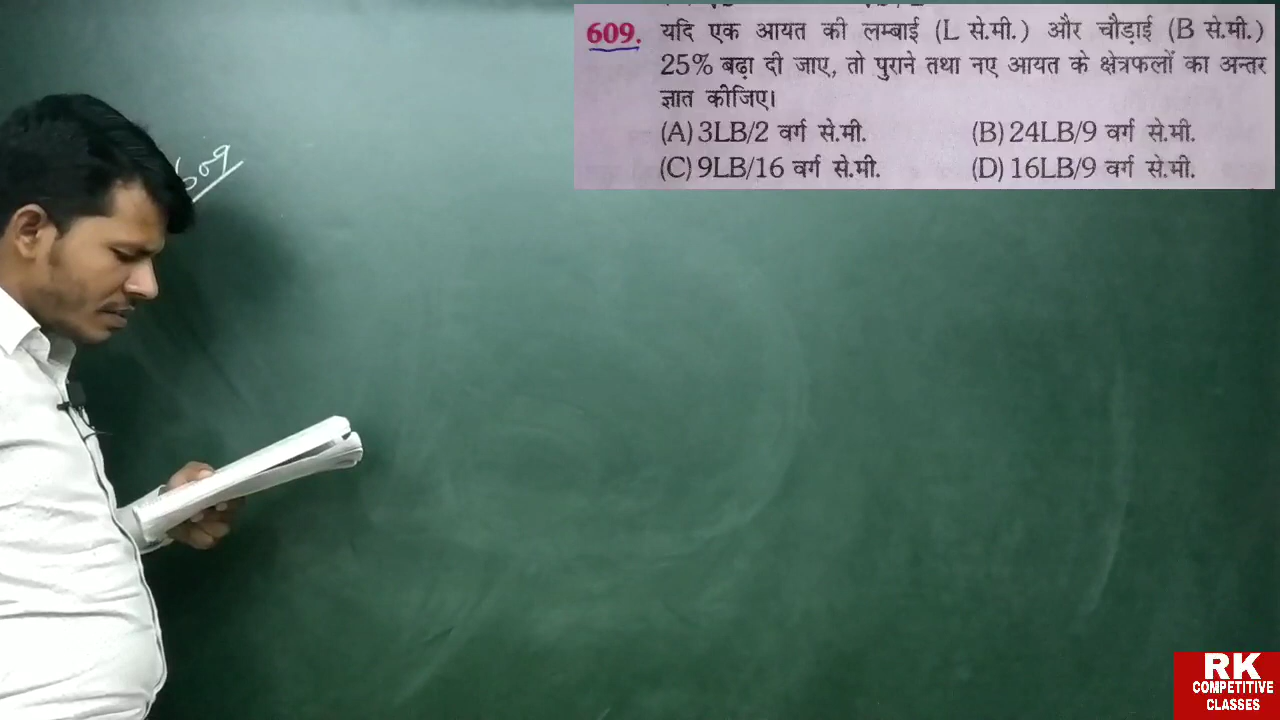 609. यदि एक आयत की लम्बाई (L से.मी.) और चौड़ाई (B से.मी.)
25% बढ़ा दी जाए, तो पुराने तथा नए आयत के क्षेत्रफलों का अन्तर
ज्ञात कीजिए।
(A) 3LB/2 वर्ग से.मी. (B) 24LB/9 वर्ग से.मी.
(C) 9LB/16 वर्ग से.मी. (D) 16LB/9 वर्ग से.मी.
609
RK
COMPETITIVE
CLASSES